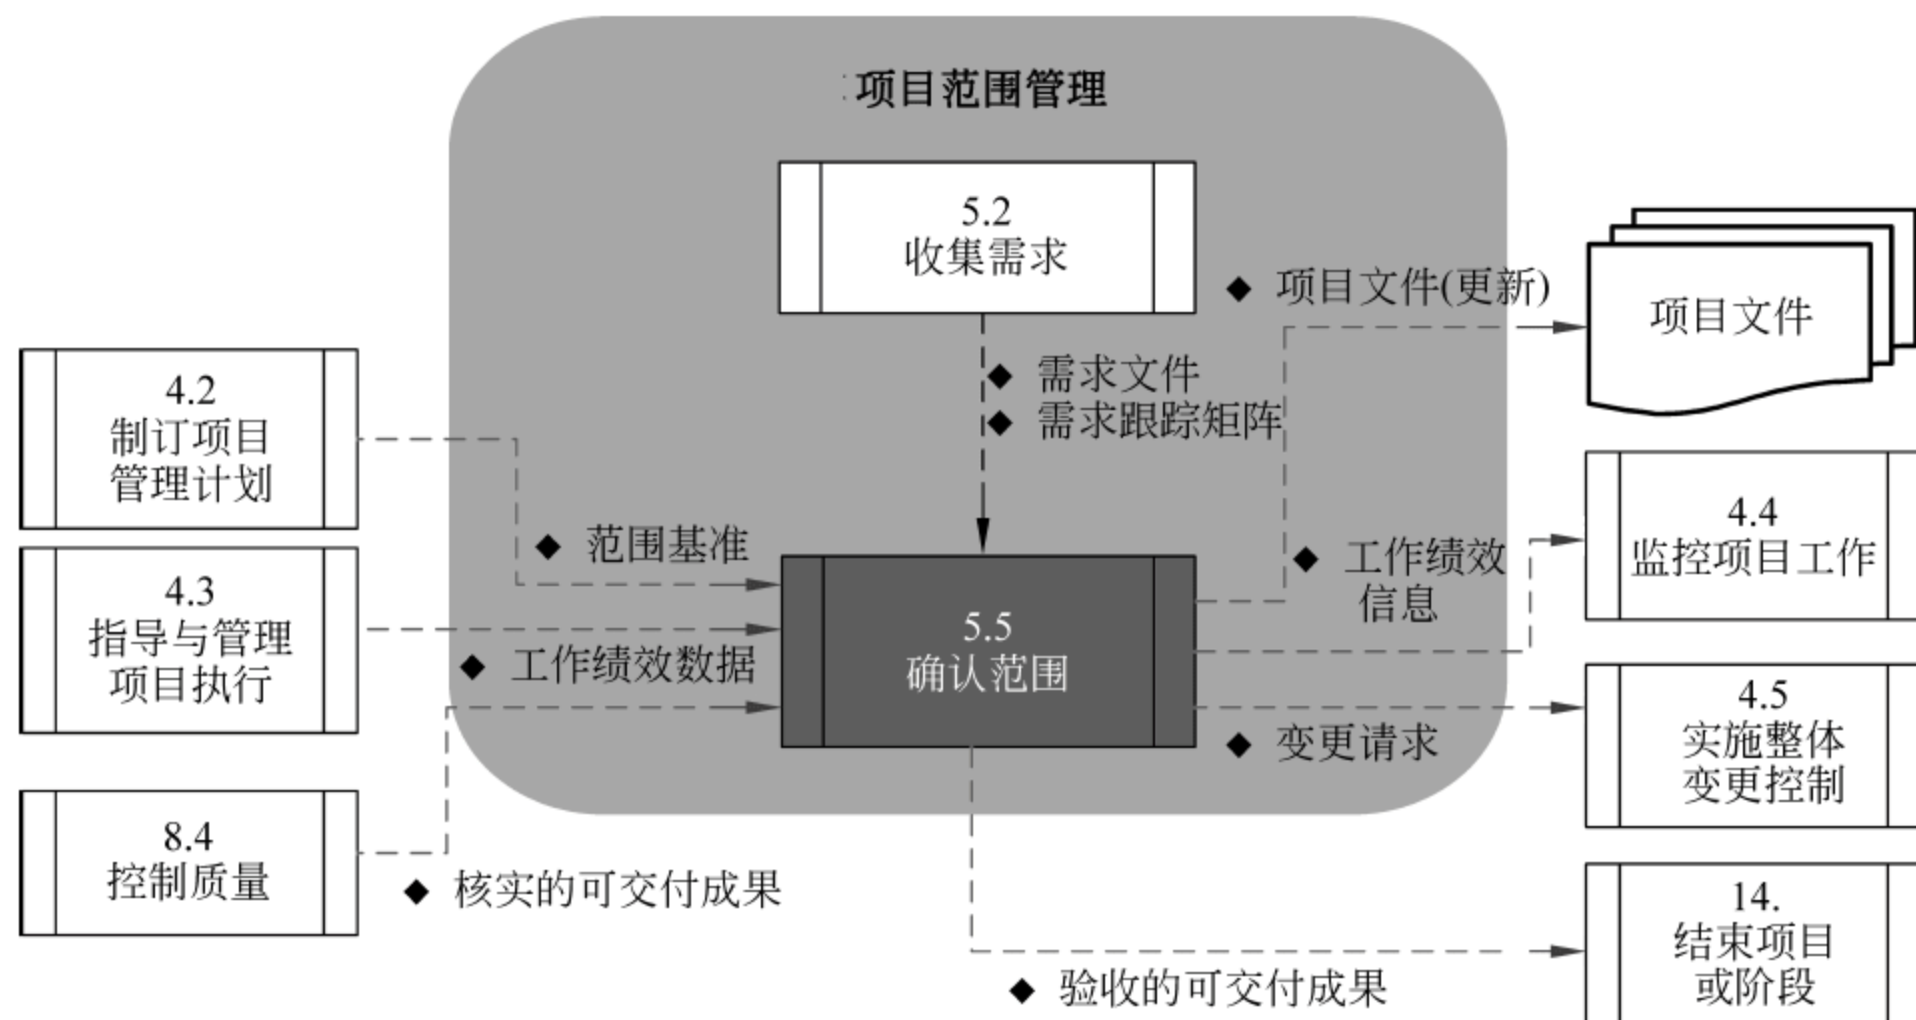 项目范围管理
5.2
收集需求
◆ 项目文件(更新)
项目文件
◆ 需求文件
◆ 需求跟踪矩阵
4.2
制订项目
管理计划
◆ 范围基准
4.3
指导与管理
项目执行
◆ 工作绩效数据
5.5
确认范围
◆ 工作绩效
信息
4.4
监控项目工作
◆ 变更请求
4.5
实施整体
变更控制
8.4
控制质量
◆ 核实的可交付成果
◆ 验收的可交付成果
14.
结束项目
或阶段